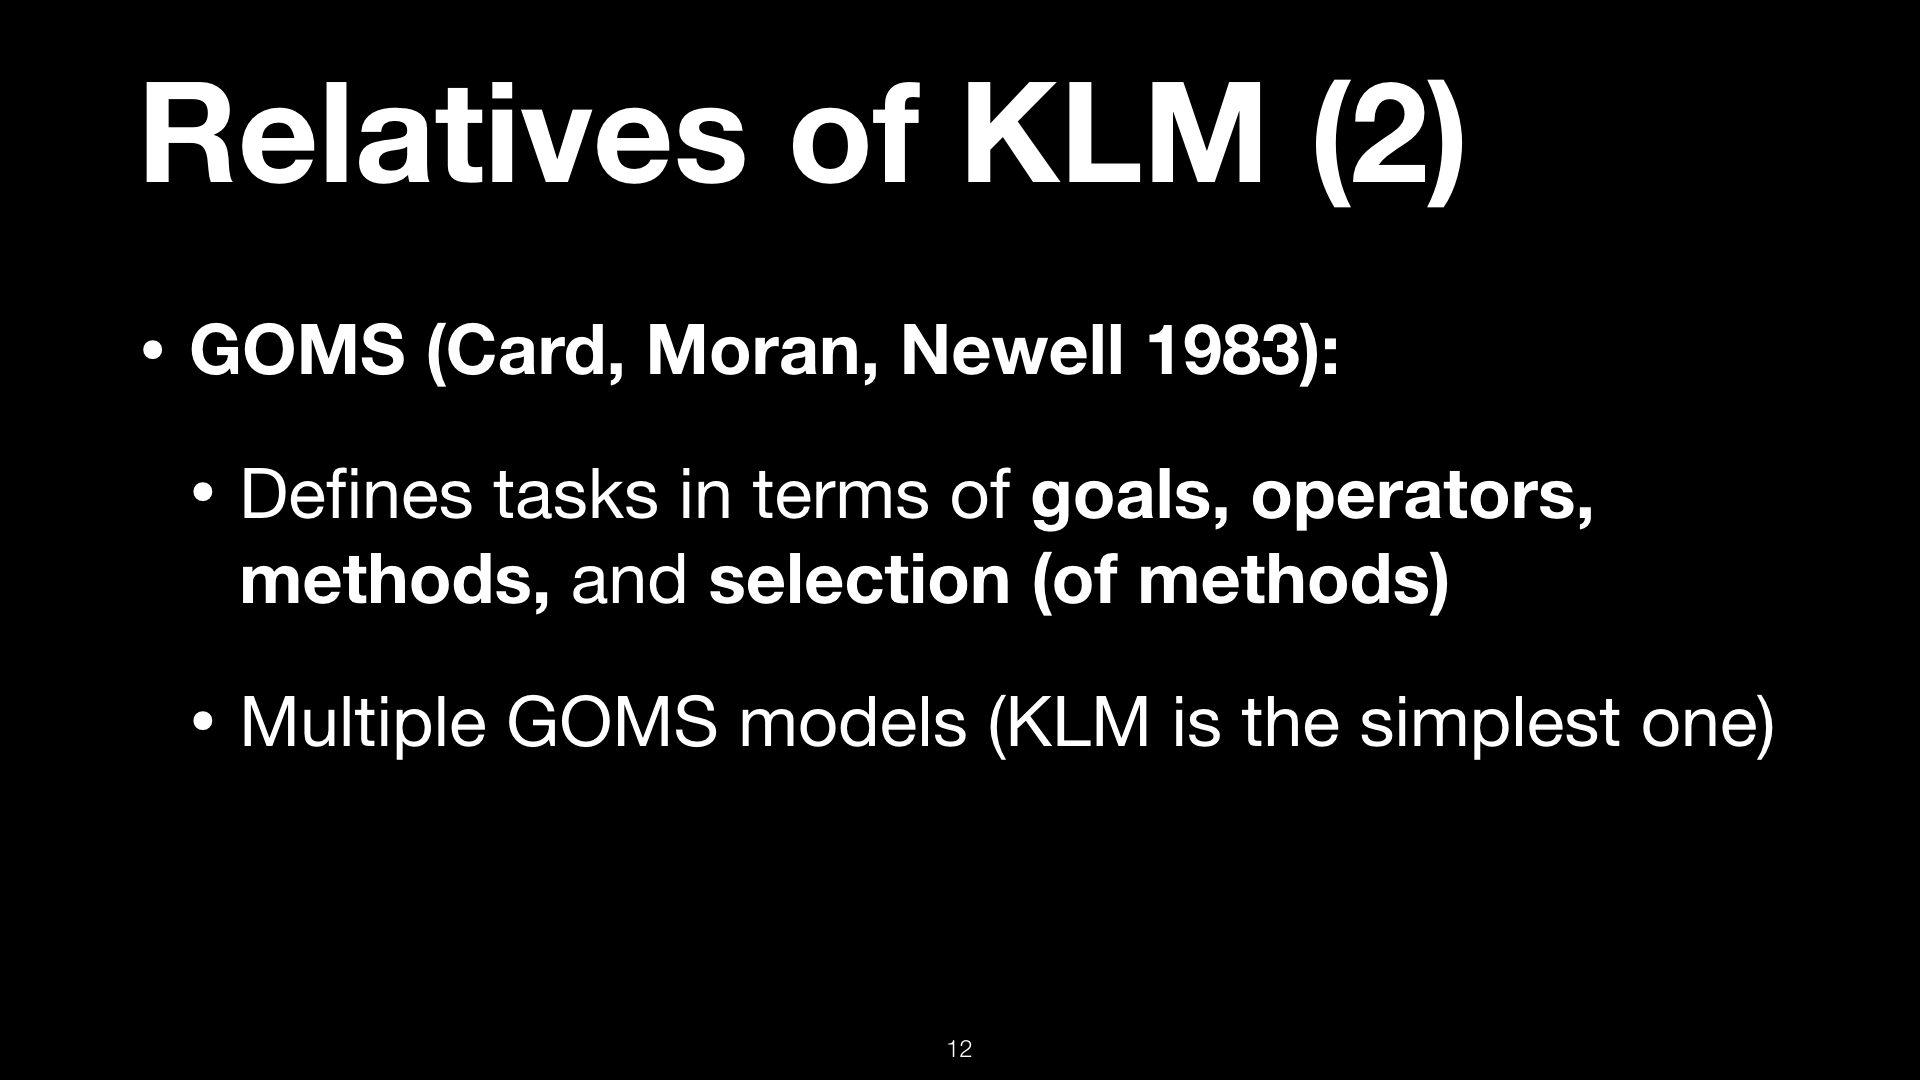 Relatives of KLM (2)
• GOMS (Card, Moran, Newell 1983):
• Defines tasks in terms of goals, operators,
methods, and selection (of methods)
• Multiple GOMS models (KLM is the simplest one)
12